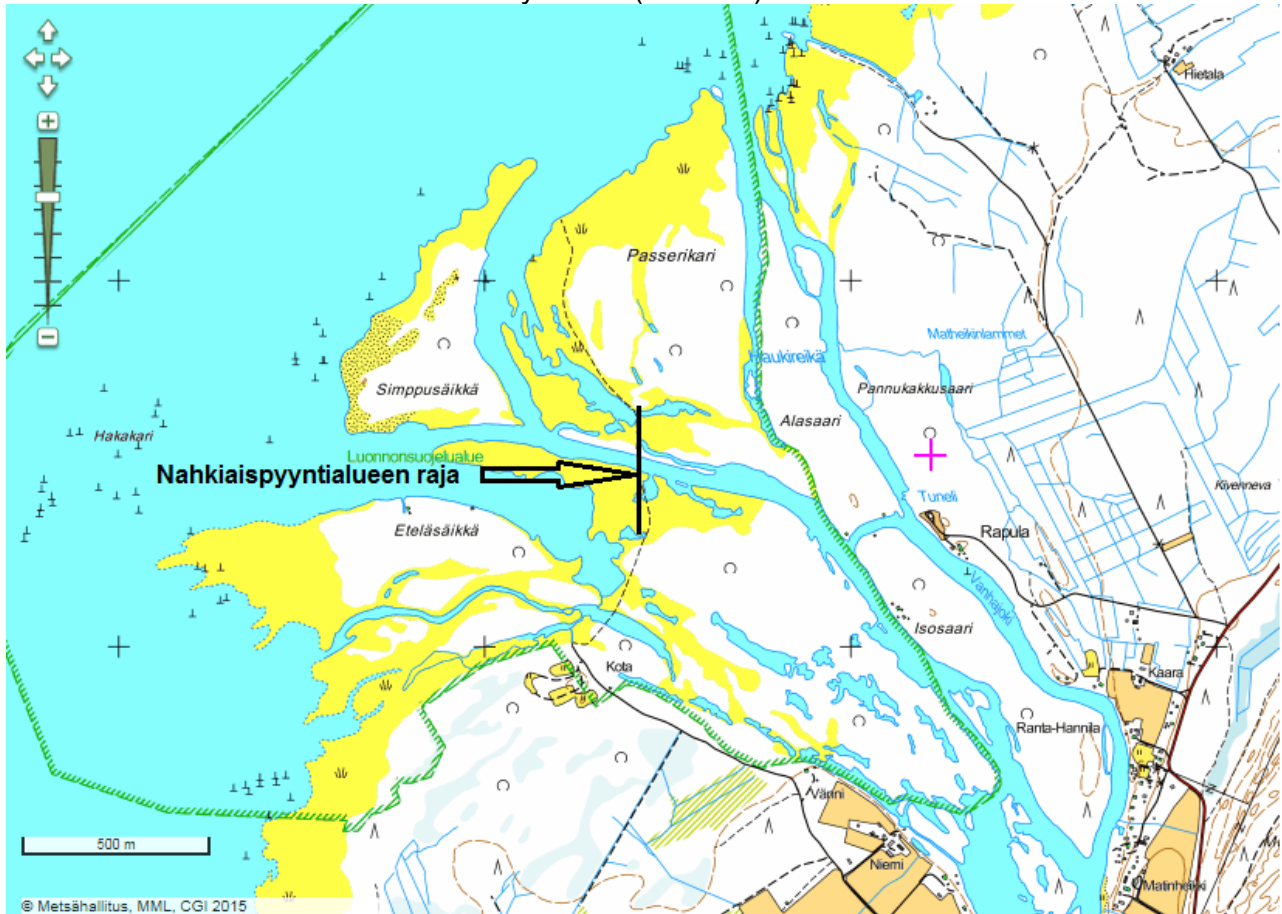 Hietala
Passerikari
Haukireikä
Matheikinlammet
Simppusäikkä
Pannukakkusaari
Alasaari
Hakakari
Luonnonsuojelualue
Nahkiaispyyntialueen raja
Kivenneva
Tuneli
Eteläsäikkä
Rapula
Vanhajoki
Isosaari
Kota
Kaara
Ranta-Hannila
Vänni
500 m
Niemi
Matinheikki
© Metsähallitus, MML, CGI 2015